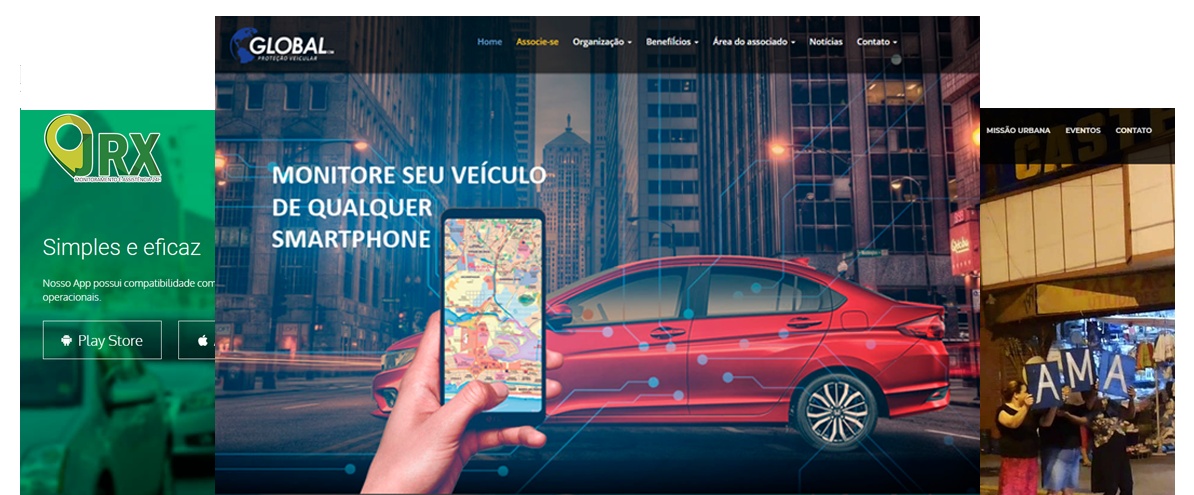 GLOBAL
PROTEÇÃO VEICULAR
Home
Associe-se
Organização
Benefifícios
Área do associado
Notícias
Contato
MONITORE SEU VEÍCULO
DE QUALQUER
SMARTPHONE
JRX
MONITORAMENTO E ASSISTÊNCIA 24H
Simples e eficaz
Nosso App possui compatibilidade com
operacionais.
Play Store
MISSÃO URBANA
EVENTOS
CONTATO
CASTE
AMA